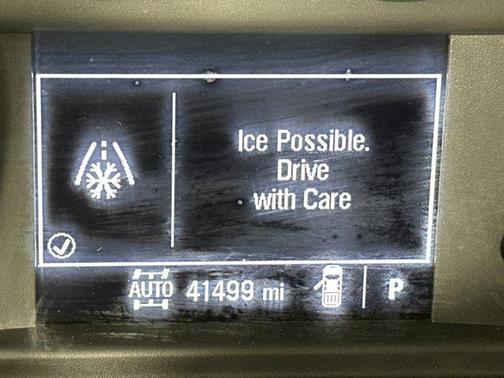 Ice Possible.
Drive
with Care
AUTO 41499 mi P